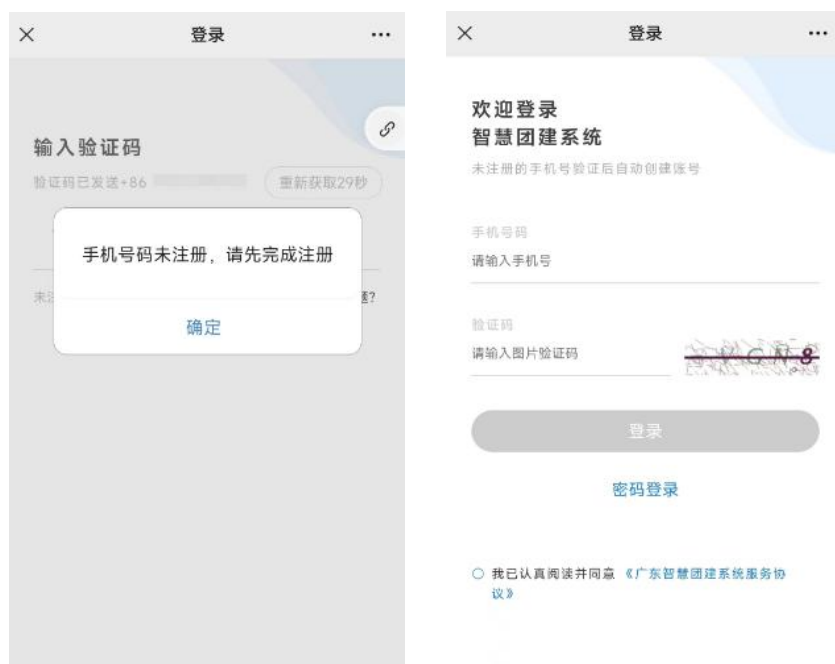 登录
输入验证码
验证码已发送+86
重新获取29秒
手机号码未注册，请先完成注册
确定
登录
欢迎登录
智慧团建系统
未注册的手机号验证后自动创建账号
手机号码
请输入手机号
验证码
请输入图片验证码
登录
密码登录
我已认真阅读并同意《广东智慧团建系统服务协
议》